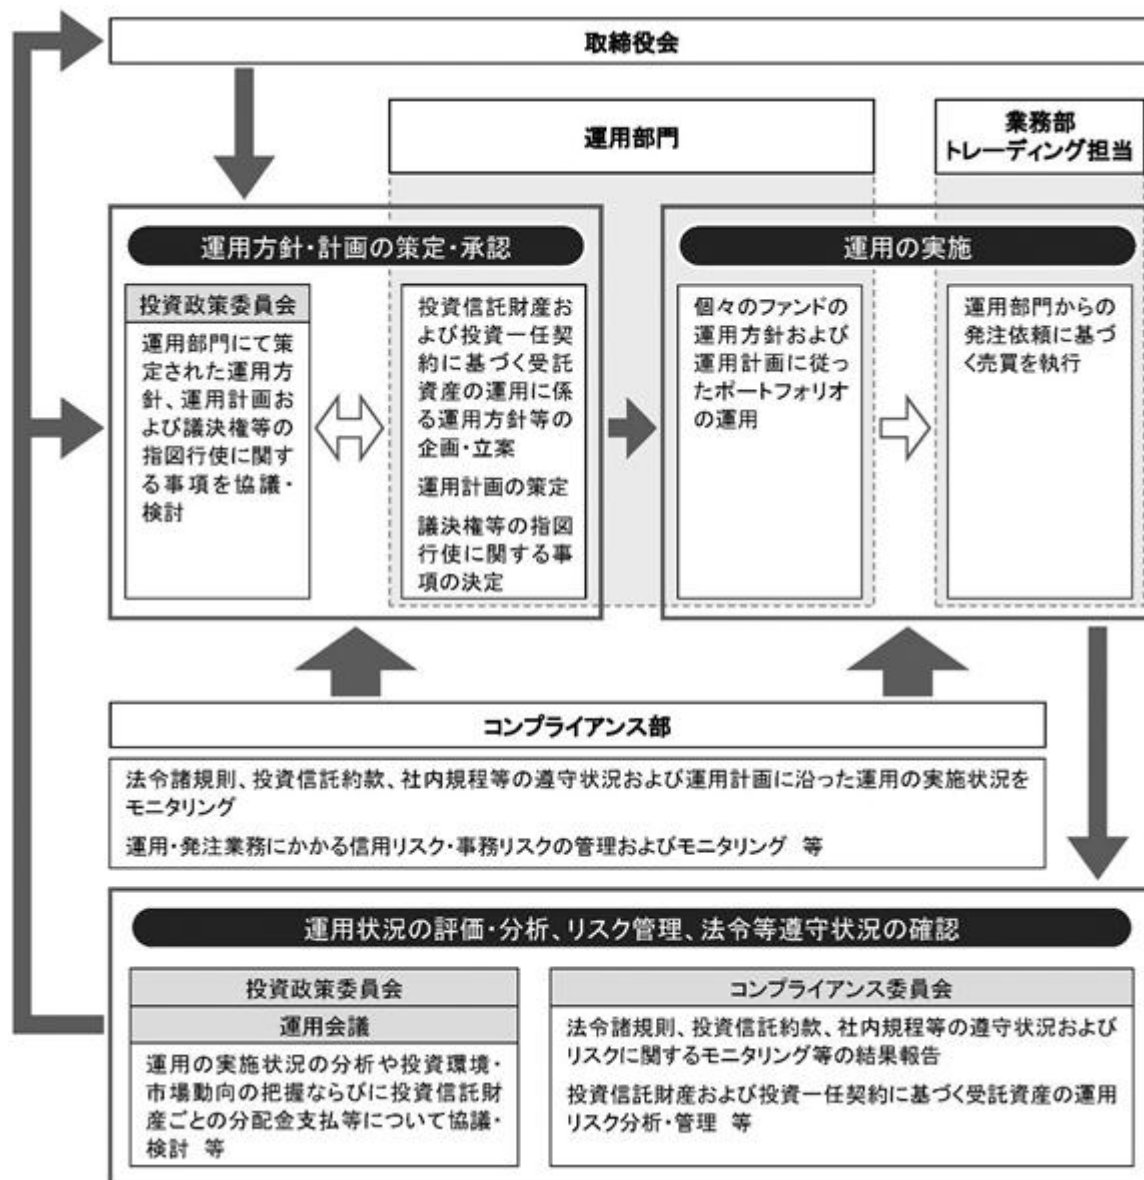 取締役会
運用部門
業務部
トレーディング担当
運用方針・計画の策定・承認
投資政策委員会
運用部門にて策
定された運用方
針、運用計画お
よび議決権等の
指図行使に関す
る事項を協議・
検討
投資信託財産お
よび投資一任契
約に基づく受託
資産の運用に係
る運用方針等の
企画・立案
運用計画の策定
議決権等の指図
行使に関する事
項の決定
運用の実施
個々のファンドの
運用方針および
運用計画に従っ
たポートフォリオ
の運用
運用部門からの
発注依頼に基づ
く売買を執行
コンプライアンス部
法令諸規則、投資信託約款、社内規程等の遵守状況および運用計画に沿った運用の実施状況を
モニタリング
運用・発注業務にかかる信用リスク・事務リスクの管理およびモニタリング 等
運用状況の評価・分析、リスク管理、法令等遵守状況の確認
投資政策委員会
運用会議
運用の実施状況の分析や投資環境・
市場動向の把握ならびに投資信託財
産ごとの分配金支払等について協議・
検討 等
コンプライアンス委員会
法令諸規則、投資信託約款、社内規程等の遵守状況および
リスクに関するモニタリング等の結果報告
投資信託財産および投資一任契約に基づく受託資産の運用
リスク分析・管理 等